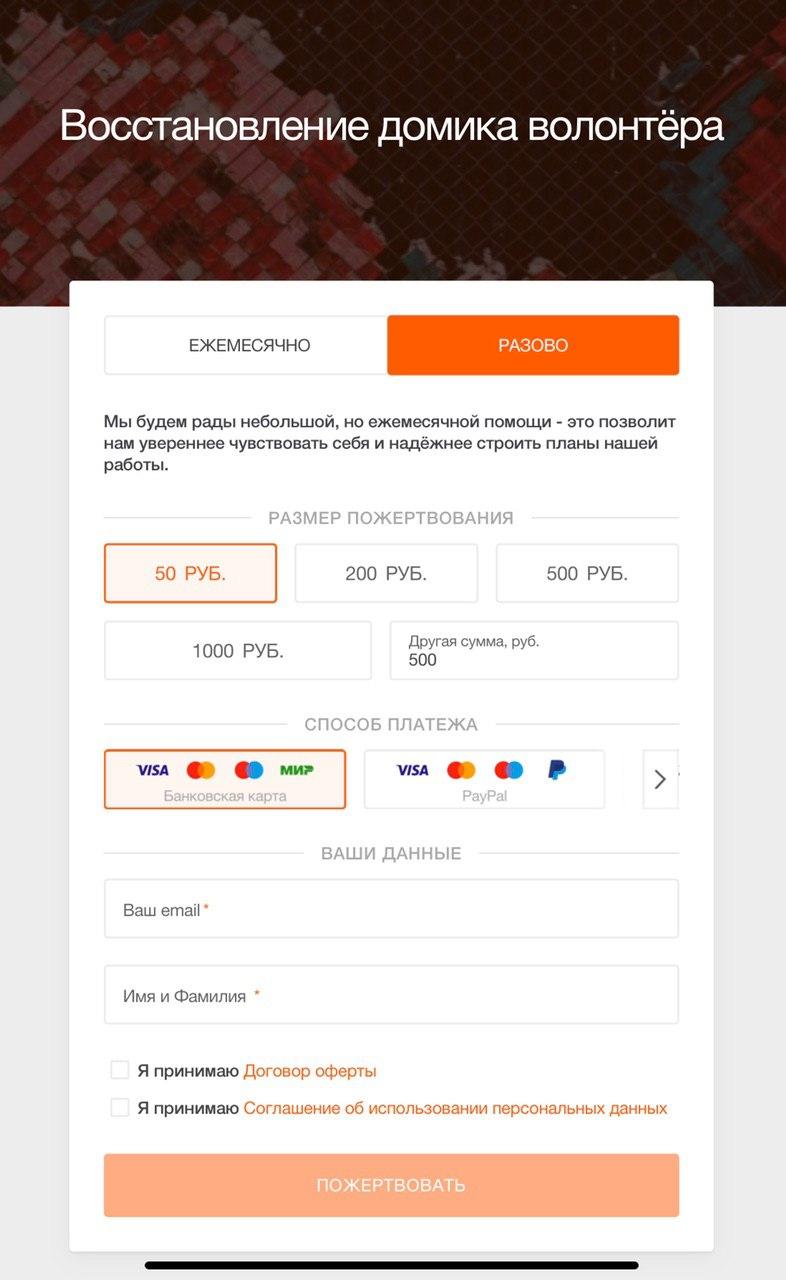 Восстановление домика волонтёра
ЕЖЕМЕСЯЧНО
РАЗОВО
Мы будем рады небольшой, но ежемесячной помощи - это позволит
нам увереннее чувствовать себя и надёжнее строить планы нашей
работы.
РАЗМЕР ПОЖЕРТВОВАНИЯ
50 РУБ.
200 РУБ.
500 РУБ.
1000 РУБ.
Другая сумма, руб.
500
СПОСОБ ПЛАТЕЖА
VISA МИР
Банковская карта
VISA
PayPal
ВАШИ ДАННЫЕ
Ваш email *
Имя и Фамилия *
Я принимаю Договор оферты
Я принимаю Соглашение об использовании персональных данных
ПОЖЕРТВОВАТЬ